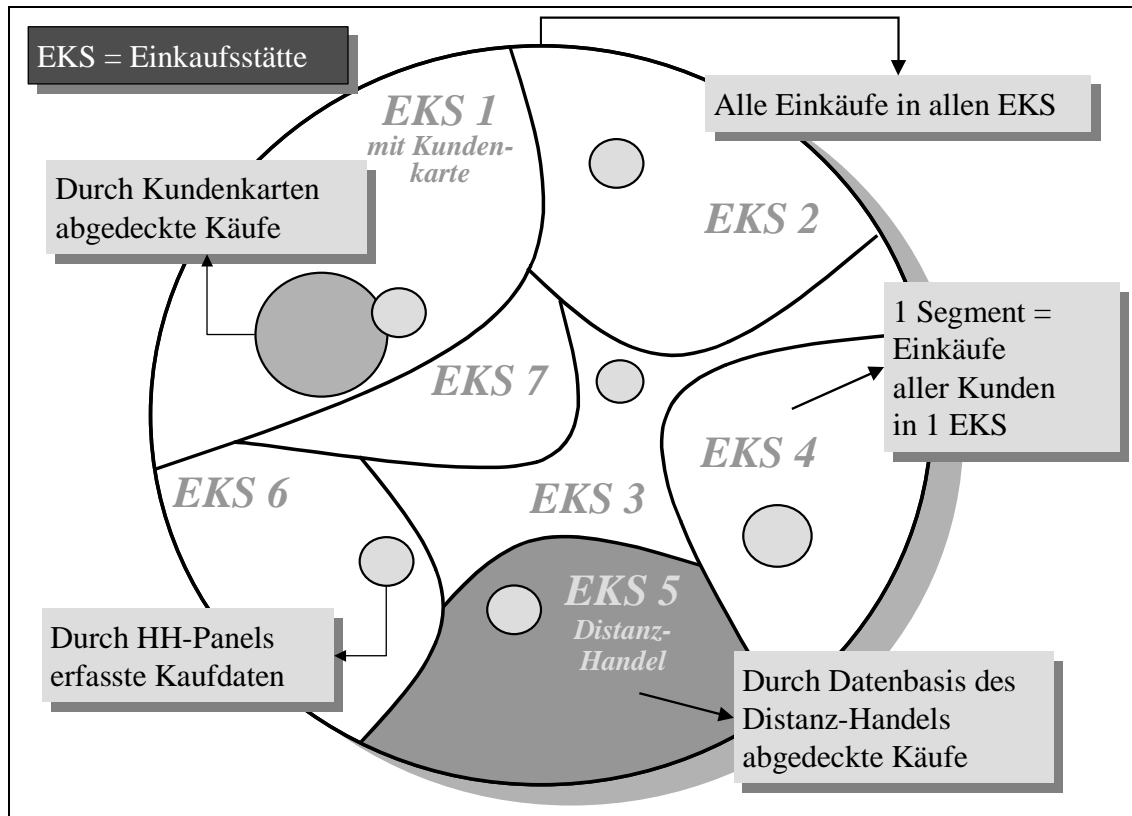 EKS = Einkaufsstätte
Alle Einkäufe in allen EKS
EKS 1
mit Kunden-
karte
Durch Kundenkarten
abgedeckte Käufe
EKS 2
1 Segment =
Einkäufe
aller Kunden
in 1 EKS
EKS 7
EKS 4
EKS 6
EKS 3
EKS 5
Distanz-
Handel
Durch HH-Panels
erfasste Kaufdaten
Durch Datenbasis des
Distanz-Handels
abgedeckte Käufe